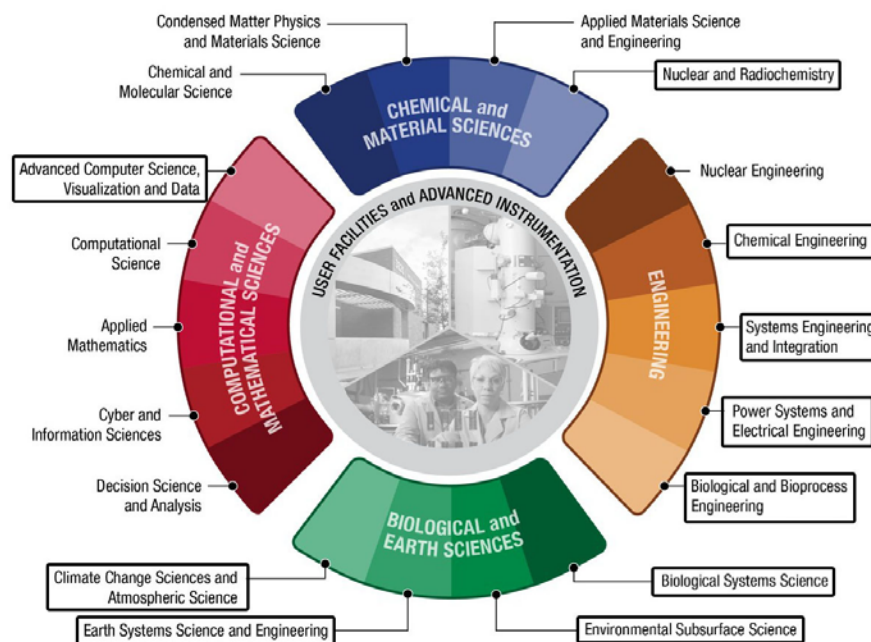 Condensed Matter Physics
and Materials Science
Applied Materials Science
and Engineering
Chemical and
Molecular Science
Nuclear and Radiochemistry
CHEMICAL and
MATERIAL SCIENCES
Advanced Computer Science,
Visualization and Data
Computational
Science
Applied
Mathematics
Cyber and
Information Sciences
Decision Science
and Analysis
COMPUTATIONAL and
MATHEMATICAL SCIENCES
USER FACILITIES and ADVANCED INSTRUMENTATION
ENGINEERING
Nuclear Engineering
Chemical Engineering
Systems Engineering
and Integration
Power Systems and
Electrical Engineering
Biological and Bioprocess
Engineering
BIOLOGICAL and
EARTH SCIENCES
Climate Change Sciences and
Atmospheric Science
Biological Systems Science
Earth Systems Science and Engineering
Environmental Subsurface Science